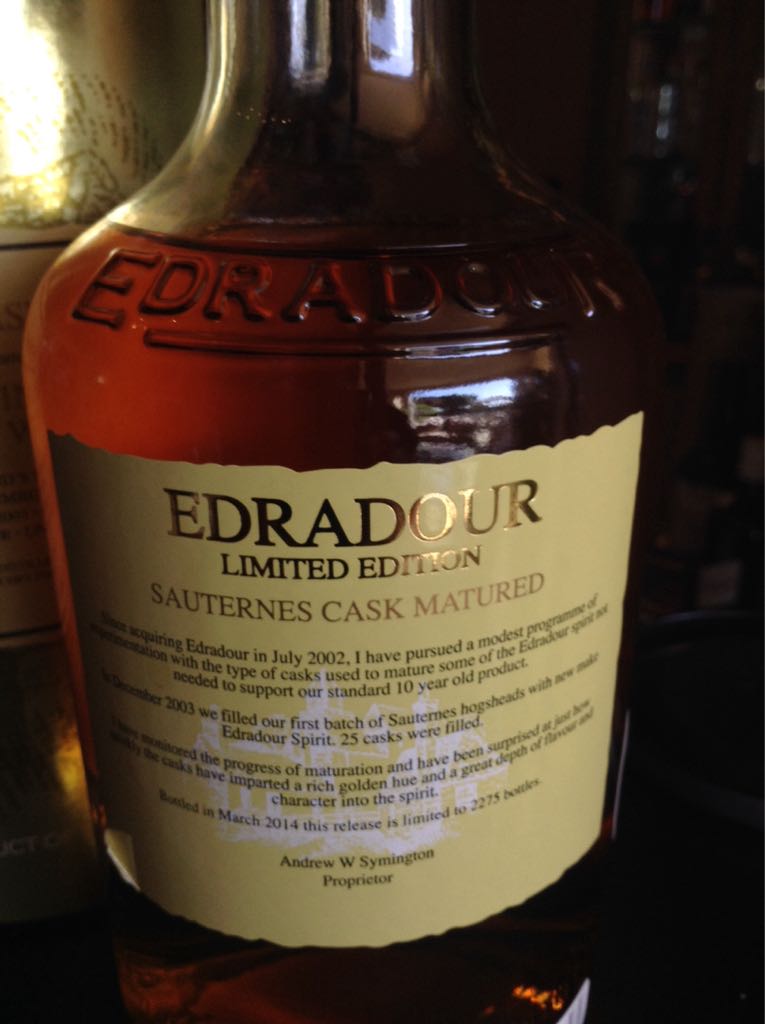 EDRADOUR
EDRADOUR
LIMITED EDITION
SAUTERNES CASK MATURED
Since acquiring Edradour in July 2002, I have pursued a modest programme of
experimentation with the type of casks used to mature some of the Edradour spirit not
needed to support our standard 10 year old product.
In December 2003 we filled our first batch of Sauternes hogsheads with new make
Edradour Spirit. 25 casks were filled.
I have monitored the progress of maturation and have been surprised at just how
quickly the casks have imparted a rich golden hue and a great depth of flavour and
character into the spirit.
Bottled in March 2014 this release is limited to 2275 bottles.
Andrew W Symington
Proprietor